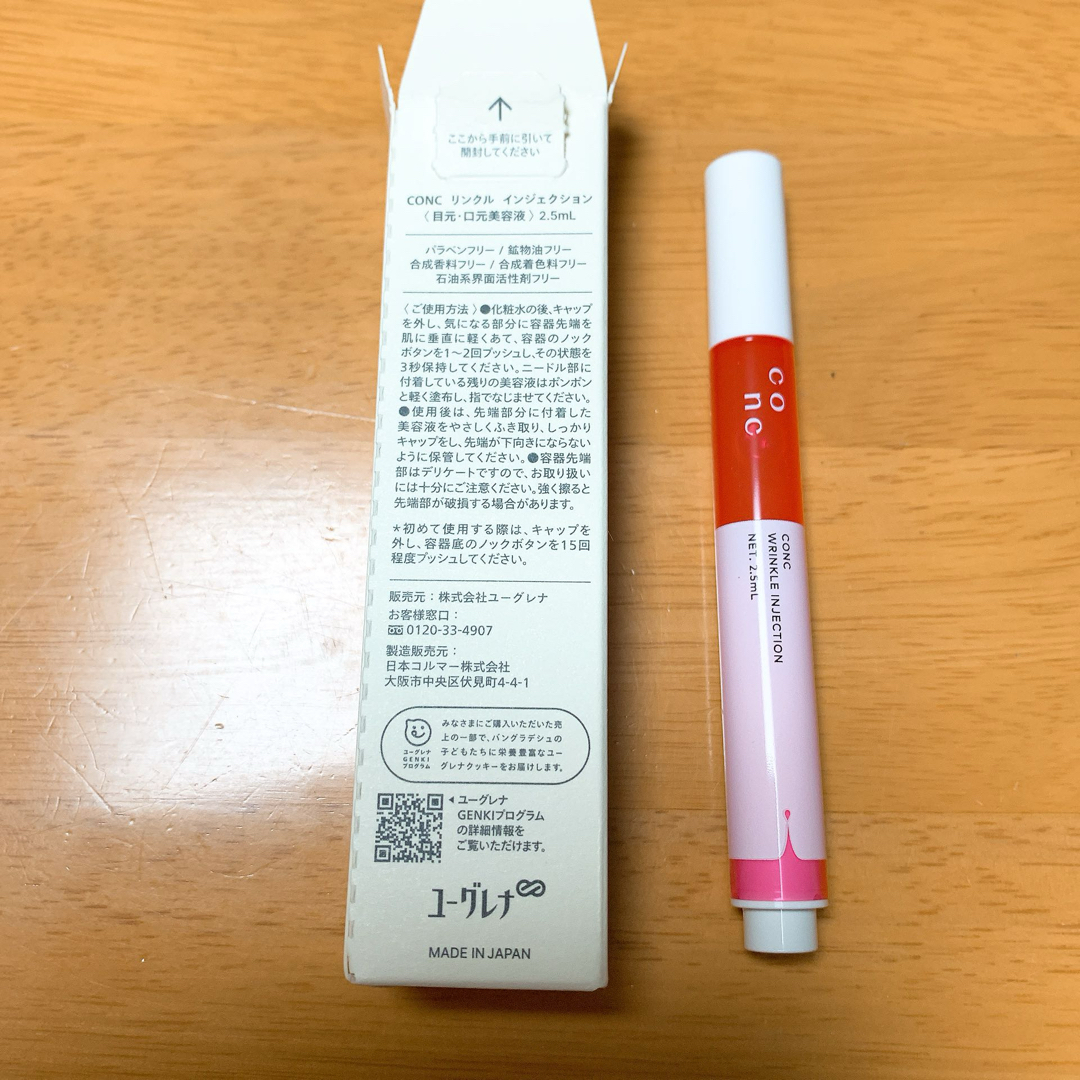 ↑
ここから手前に引いて
開封してください
CONC リンクル インジェクション
〈 目元・口元美容液 〉 2.5mL
パラベンフリー / 鉱物油フリー
合成香料フリー / 合成着色料フリー
石油系界面活性剤フリー
〈 ご使用方法 〉●化粧水の後、キャップ
を外し、気になる部分に容器先端を
肌に垂直に軽くあて、容器のノック
ボタンを1〜2回プッシュし、その状態を
3秒保持してください。ニードル部に
付着している残りの美容液はポンポン
と軽く塗布し、指でなじませてください。
●使用後は、先端部分に付着した
美容液をやさしくふき取り、しっかり
キャップをし、先端が下向きにならない
ように保管してください。●容器先端
部はデリケートですので、お取り扱い
には十分にご注意ください。強く擦ると
先端部が破損する場合があります。
＊初めて使用する際は、キャップを
外し、容器底のノックボタンを15回
程度プッシュしてください。
販売元：株式会社ユーグレナ
お客様窓口：
0120-33-4907
製造販売元：
日本コルマー株式会社
大阪市中央区伏見町4-4-1
ユーグレナ
GENKI
プログラム
みなさまにご購入いただいた売
上の一部で、バングラデシュの
子どもたちに栄養豊富なユー
グレナクッキーをお届けします。
◀ ユーグレナ
GENKIプログラム
の詳細情報を
ご覧いただけます。
ユーグレナ
MADE IN JAPAN
co
nc
CONC
WRINKLE INJECTION
NET. 2.5mL